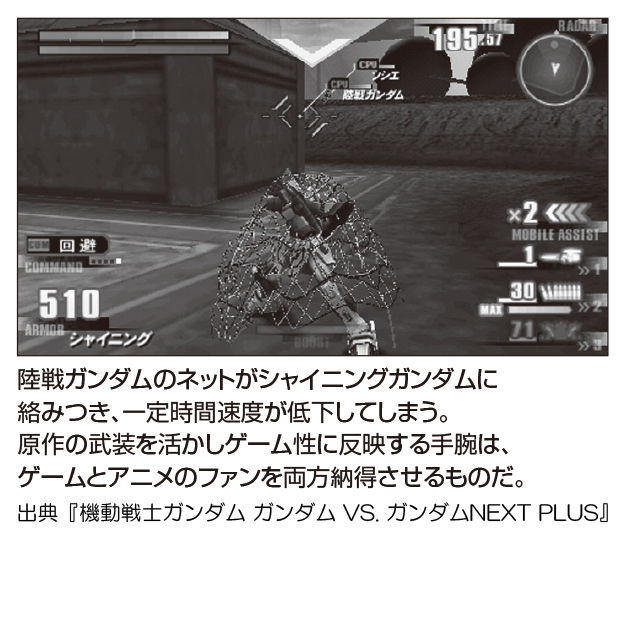 TIME
195.57
RADAR
CPU
シシエ
CPU
陸戦ガンダム
×2
MOBILE ASSIST
1
1
COM 回避
COMMAND
30
MAX
2
510
71
3
ARMOR
シャイニング
BOOST
陸戦ガンダムのネットがシャイニングガンダムに
絡みつき、一定時間速度が低下してしまう。
原作の武装を活かしゲーム性に反映する手腕は、
ゲームとアニメのファンを両方納得させるものだ。
出典『機動戦士ガンダム ガンダム VS. ガンダムNEXT PLUS』